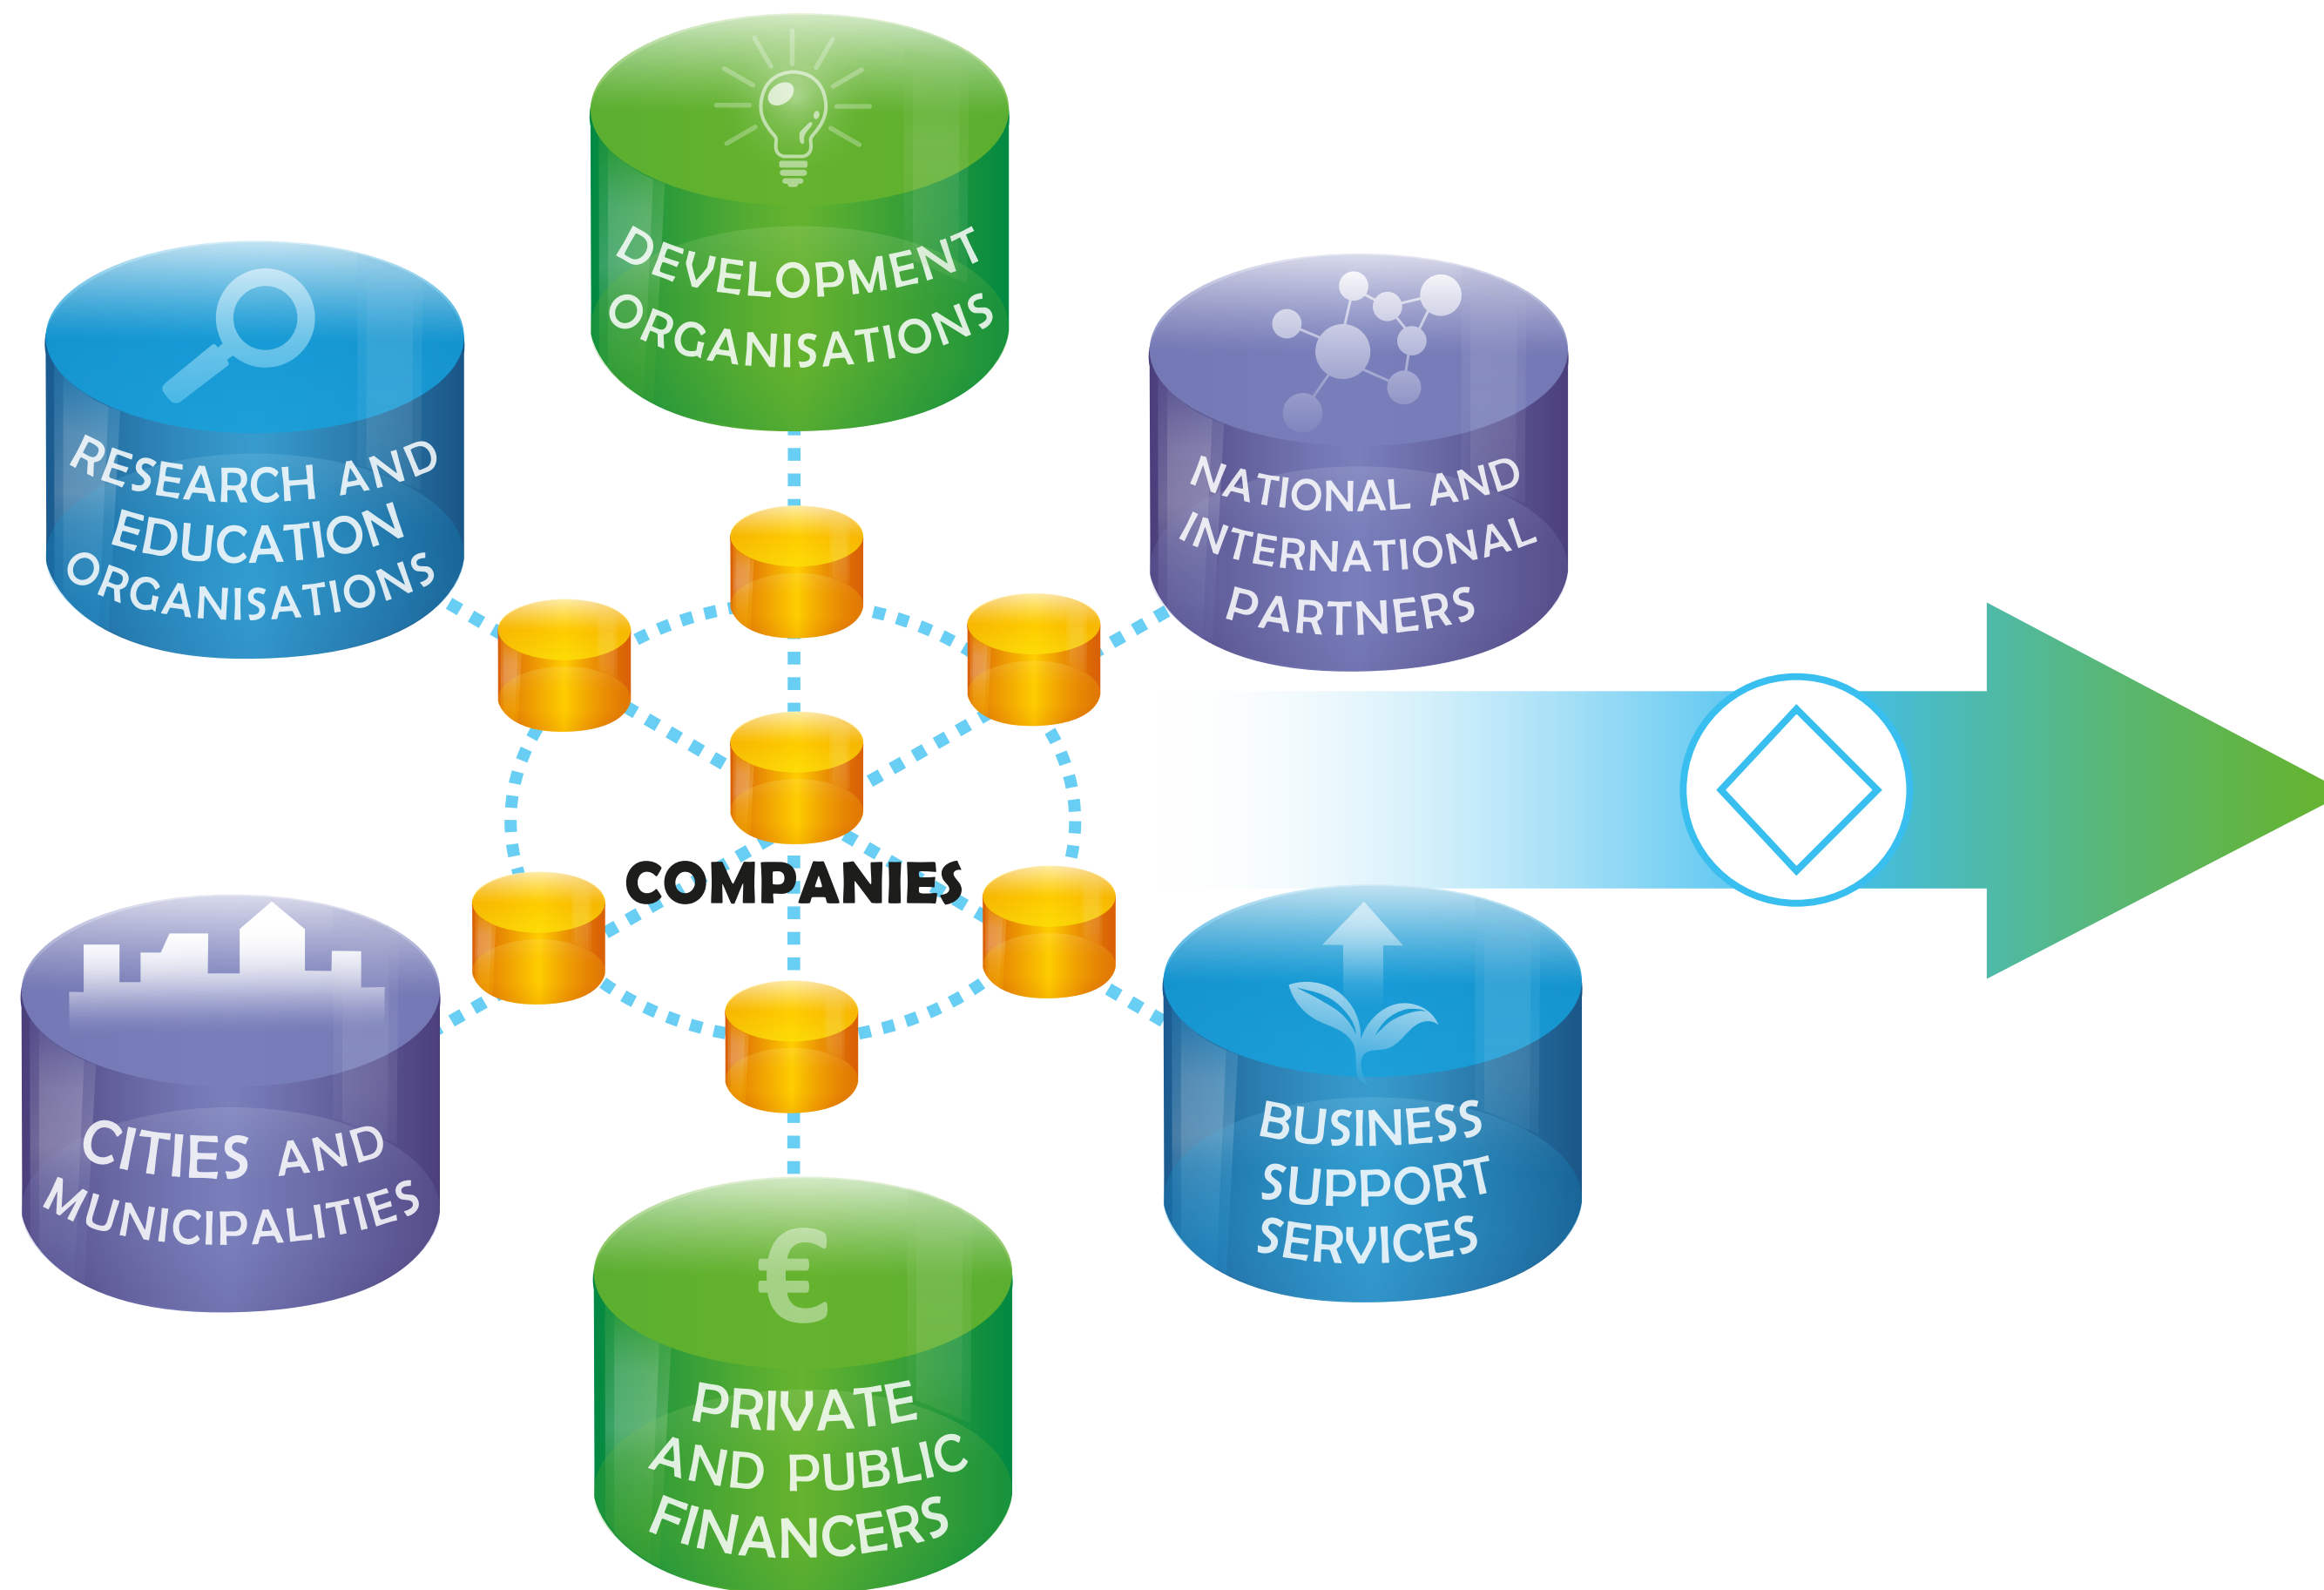 DEVELOPMENT
ORGANISATIONS
RESEARCH AND
EDUCATION
ORGANISATIONS
NATIONAL AND
INTERNATIONAL
PARTNERS
COMPANIES
CITIES AND
MUNICIPALITIES
BUSINESS
SUPPORT
SERVICES
€
PRIVATE
AND PUBLIC
FINANCERS